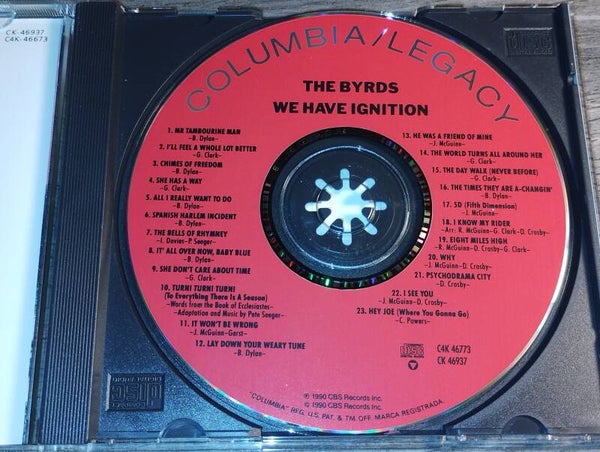 CK-46937
C4K-46673
COLUMBIA/LEGACY
THE BYRDS
WE HAVE IGNITION
1. MR TAMBOURINE MAN
–B. Dylan–
2. I'LL FEEL A WHOLE LOT BETTER
–G. Clark–
3. CHIMES OF FREEDOM
–B. Dylan–
4. SHE HAS A WAY
–G. Clark–
5. ALL I REALLY WANT TO DO
–B. Dylan–
6. SPANISH HARLEM INCIDENT
–B. Dylan–
7. THE BELLS OF RHYMNEY
–I. Davies–P. Seeger–
8. IT' ALL OVER NOW, BABY BLUE
–B. Dylan–
9. SHE DON'T CARE ABOUT TIME
–G. Clark–
10. TURN! TURN! TURN!
(To Everything There Is A Season)
–Words from the Book of Ecclesiastes–
–Adaptation and Music by Pete Seeger–
11. IT WON'T BE WRONG
–J. McGuinn–Gerst–
12. LAY DOWN YOUR WEARY TUNE
–B. Dylan–
13. HE WAS A FRIEND OF MINE
–J. McGuinn–
14. THE WORLD TURNS ALL AROUND HER
–G. Clark–
15. THE DAY WALK (NEVER BEFORE)
–G. Clark–
16. THE TIMES THEY ARE A-CHANGIN'
–B. Dylan–
17. 5D (Fifth Dimension)
–J. McGuinn–
18. I KNOW MY RIDER
–Arr: R. McGuinn–G. Clark–D. Crosby–
19. EIGHT MILES HIGH
–R. McGuinn–G. Clark–D. Crosby–
20. WHY
–J. McGuinn–D. Crosby–
21. PSYCHODRAMA CITY
–D. Crosby–
22. I SEE YOU
–J. McGuinn–D. Crosby–
23. HEY JOE (Where You Gonna Go)
–C. Powers–
C4K 46773
CK 46937
℗ 1990 CBS Records Inc.
© 1990 CBS Records Inc.
"COLUMBIA" REG. U.S. PAT. & TM. OFF. MARCA REGISTRADA.